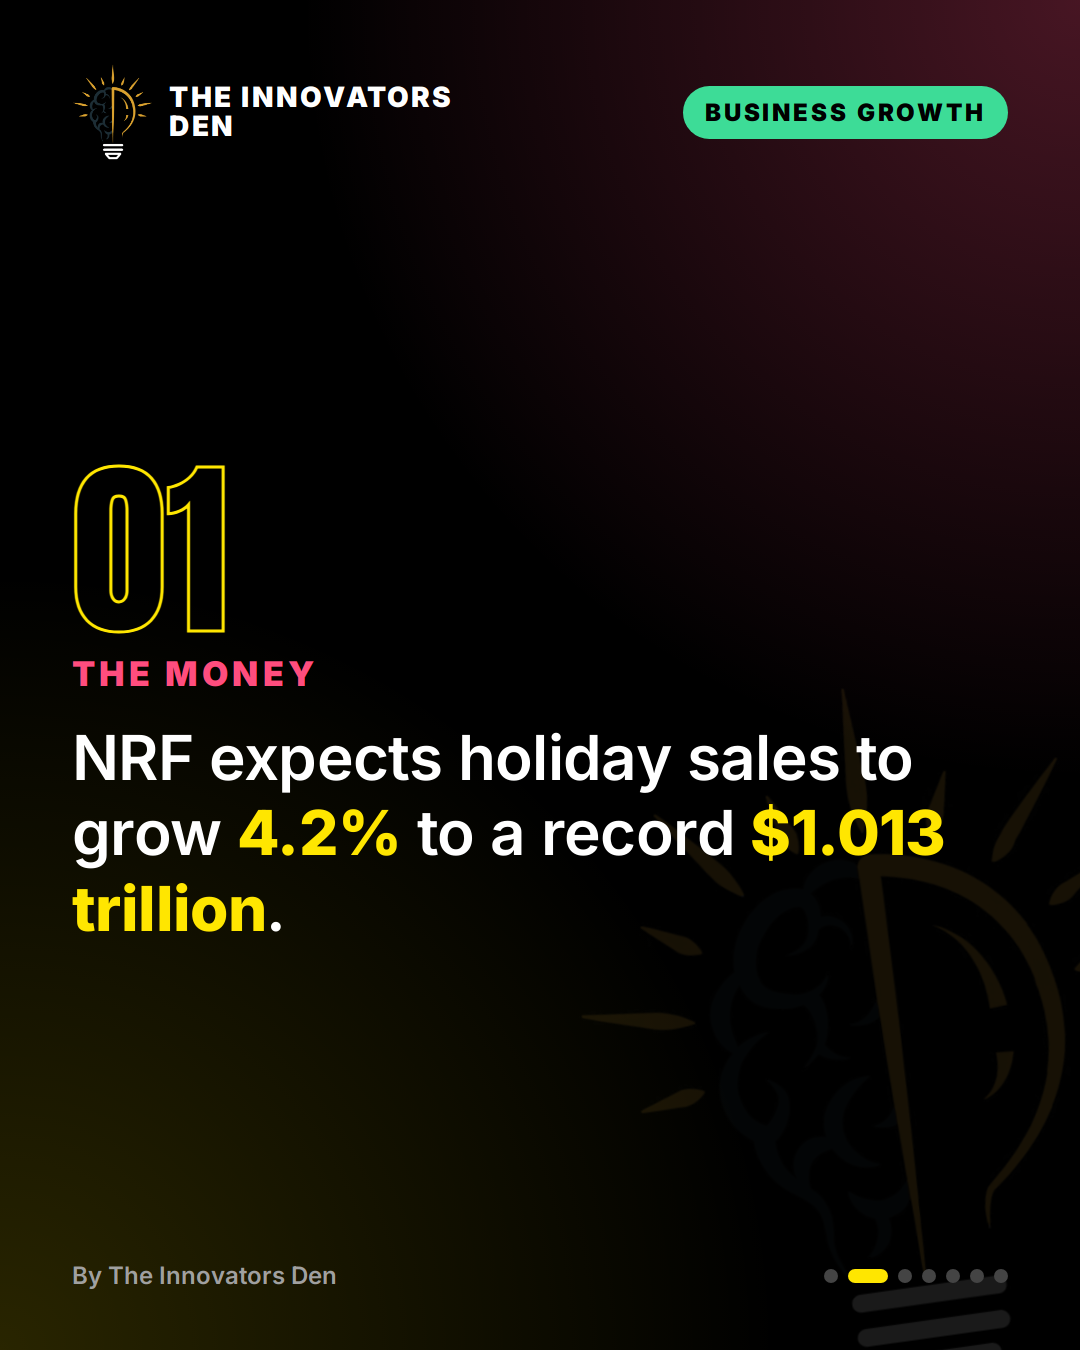 THE INNOVATORS
DEN
BUSINESS GROWTH
01
THE MONEY
NRF expects holiday sales to
grow 4.2% to a record $1.013
trillion.
By The Innovators Den